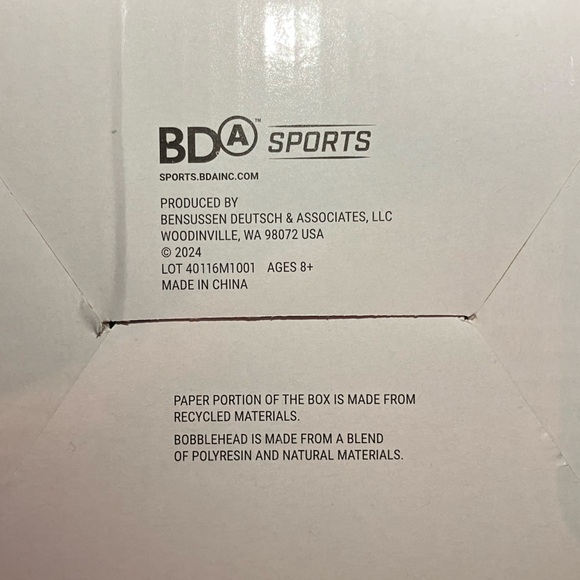 BDA™ SPORTS
SPORTS.BDAINC.COM
PRODUCED BY
BENSUSSEN DEUTSCH & ASSOCIATES, LLC
WOODINVILLE, WA 98072 USA
© 2024
LOT 40116M1001 AGES 8+
MADE IN CHINA
PAPER PORTION OF THE BOX IS MADE FROM
RECYCLED MATERIALS.
BOBBLEHEAD IS MADE FROM A BLEND
OF POLYRESIN AND NATURAL MATERIALS.